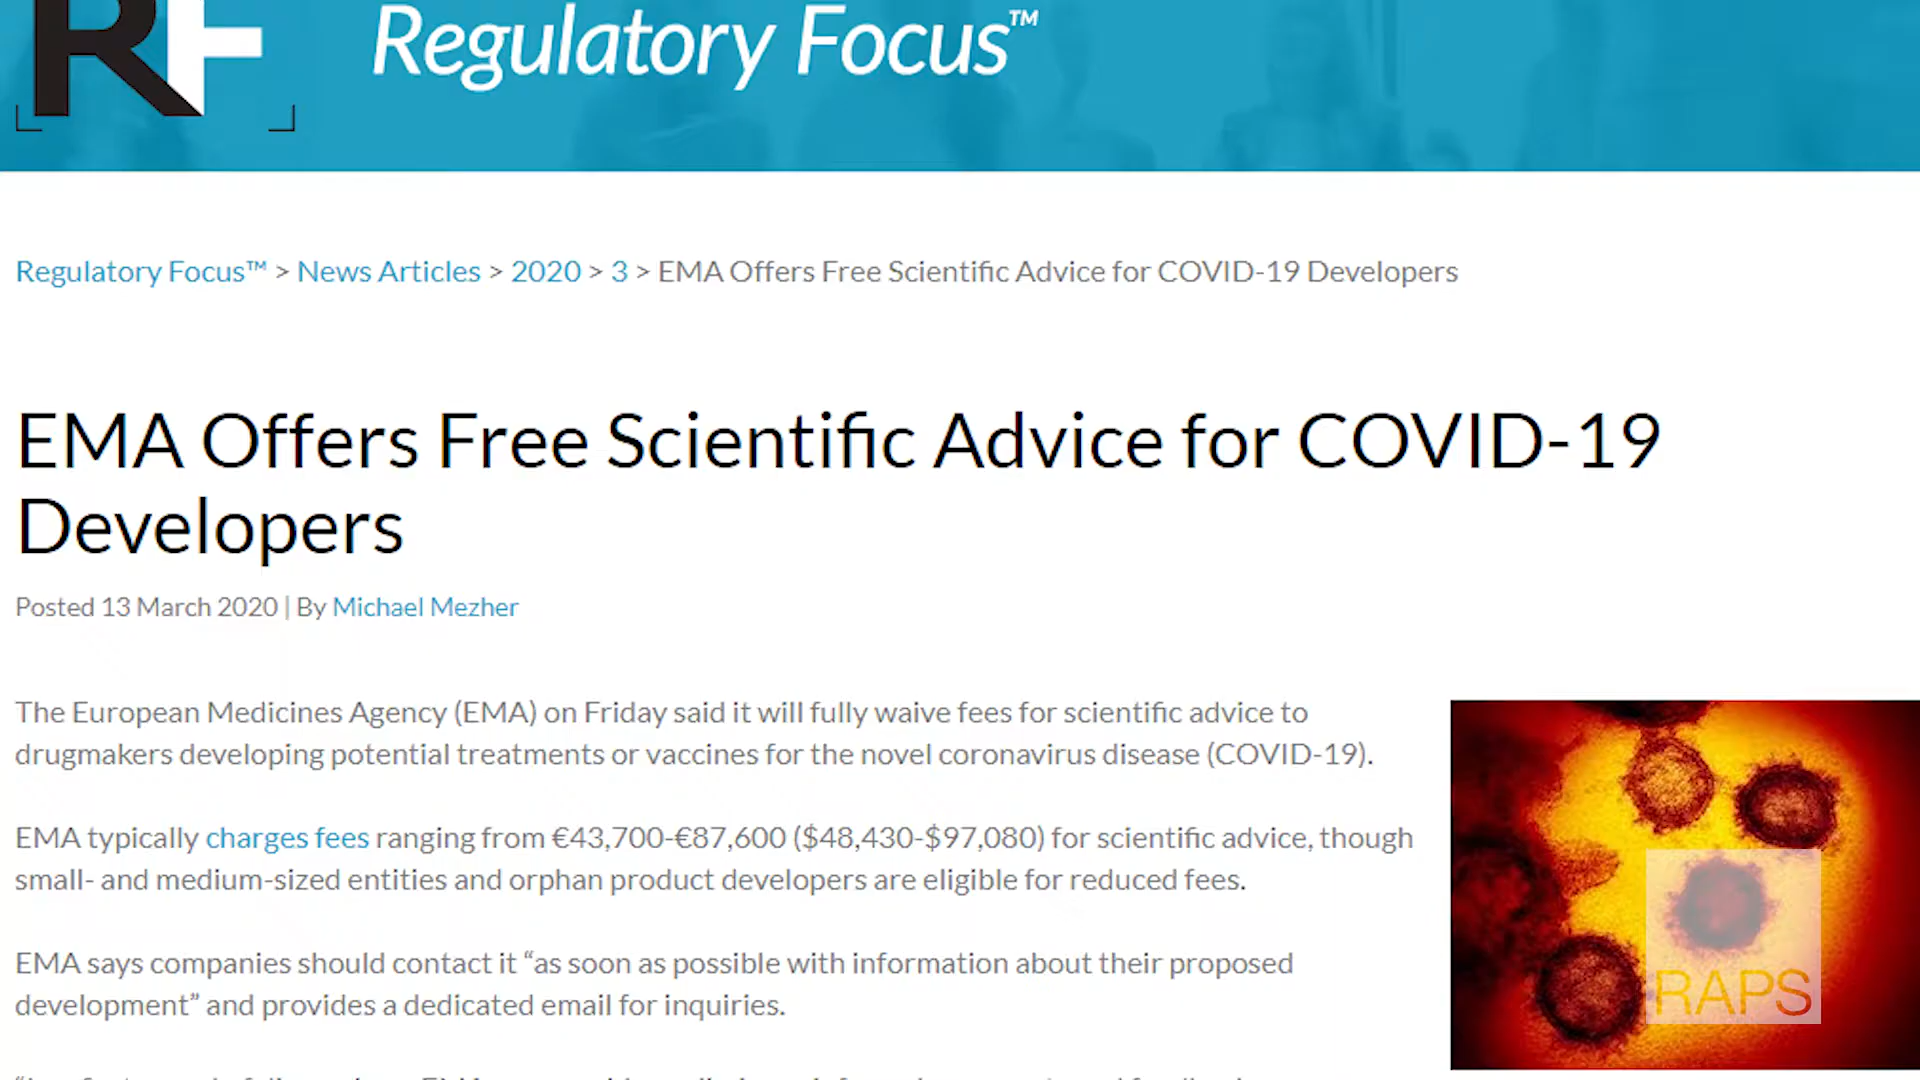 RF
Regulatory Focus™
Regulatory Focus™ > News Articles > 2020 > 3 > EMA Offers Free Scientific Advice for COVID-19 Developers
EMA Offers Free Scientific Advice for COVID-19
Developers
Posted 13 March 2020 | By Michael Mezher
The European Medicines Agency (EMA) on Friday said it will fully waive fees for scientific advice to
drugmakers developing potential treatments or vaccines for the novel coronavirus disease (COVID-19).
EMA typically charges fees ranging from €43,700-€87,600 ($48,430-$97,080) for scientific advice, though
small- and medium-sized entities and orphan product developers are eligible for reduced fees.
EMA says companies should contact it “as soon as possible with information about their proposed
development” and provides a dedicated email for inquiries.
RAPS